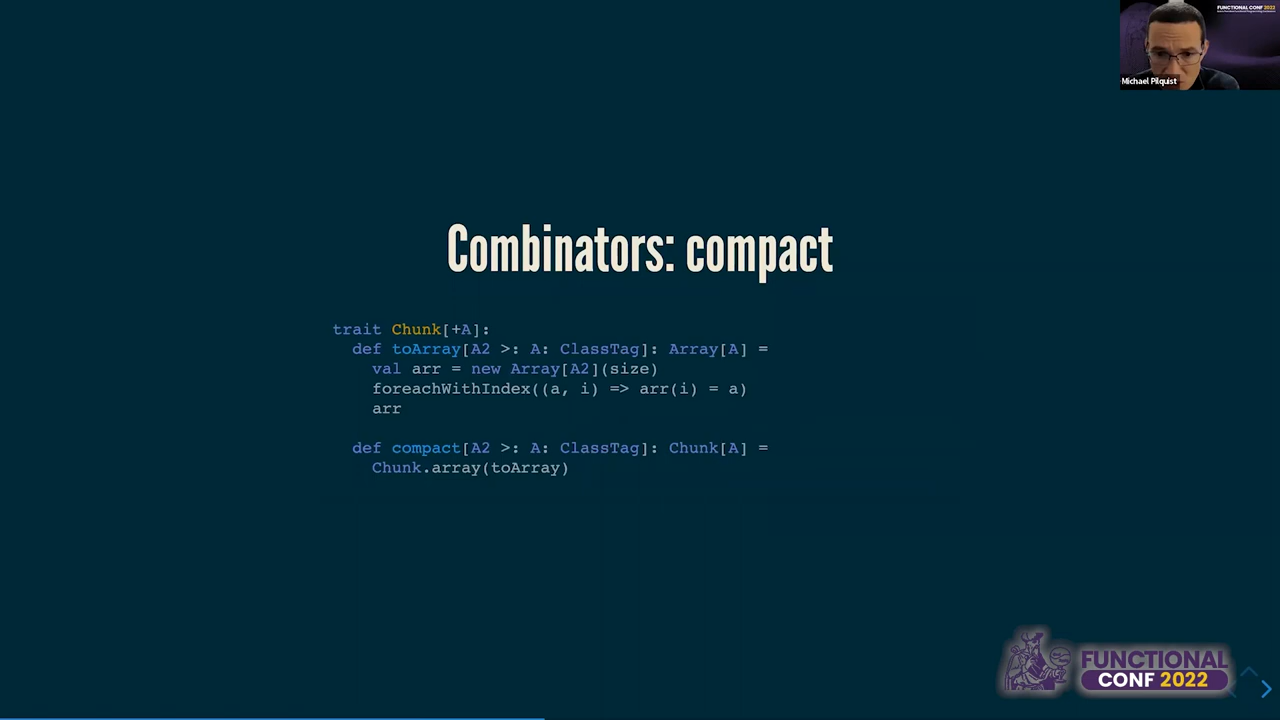 FUNCTIONAL CONF 2022
Michael Pilquist
Combinators: compact
trait Chunk[+A]:
  def toArray[A2 >: A: ClassTag]: Array[A] =
    val arr = new Array[A2](size)
    foreachWithIndex((a, i) => arr(i) = a)
    arr

  def compact[A2 >: A: ClassTag]: Chunk[A] =
    Chunk.array(toArray)
FUNCTIONAL
CONF 2022